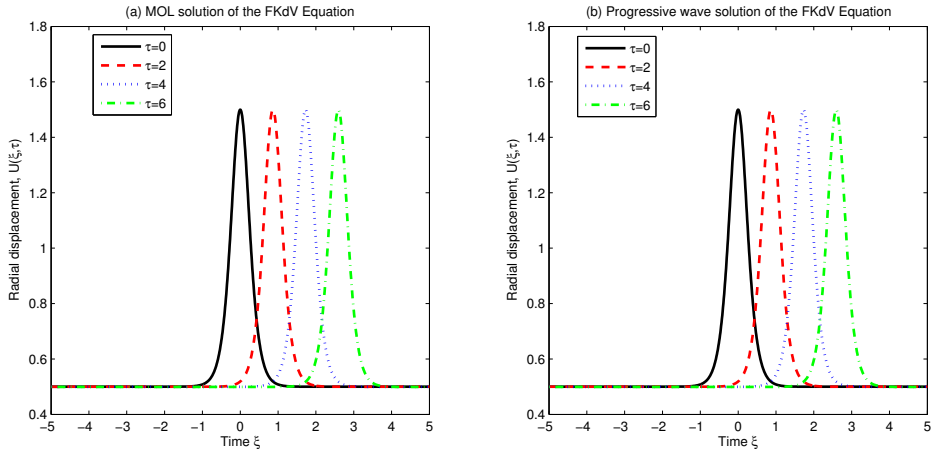 (a) MOL solution of the FKdV Equation
1.8
1.6
1.4
1.2
1
0.8
0.6
0.4
Radial displacement, U(ξ,τ)
τ=0
τ=2
τ=4
τ=6
−5 −4 −3 −2 −1 0 1 2 3 4 5
Time ξ
(b) Progressive wave solution of the FKdV Equation
1.8
1.6
1.4
1.2
1
0.8
0.6
0.4
Radial displacement, U(ξ,τ)
τ=0
τ=2
τ=4
τ=6
−5 −4 −3 −2 −1 0 1 2 3 4 5
Time ξ